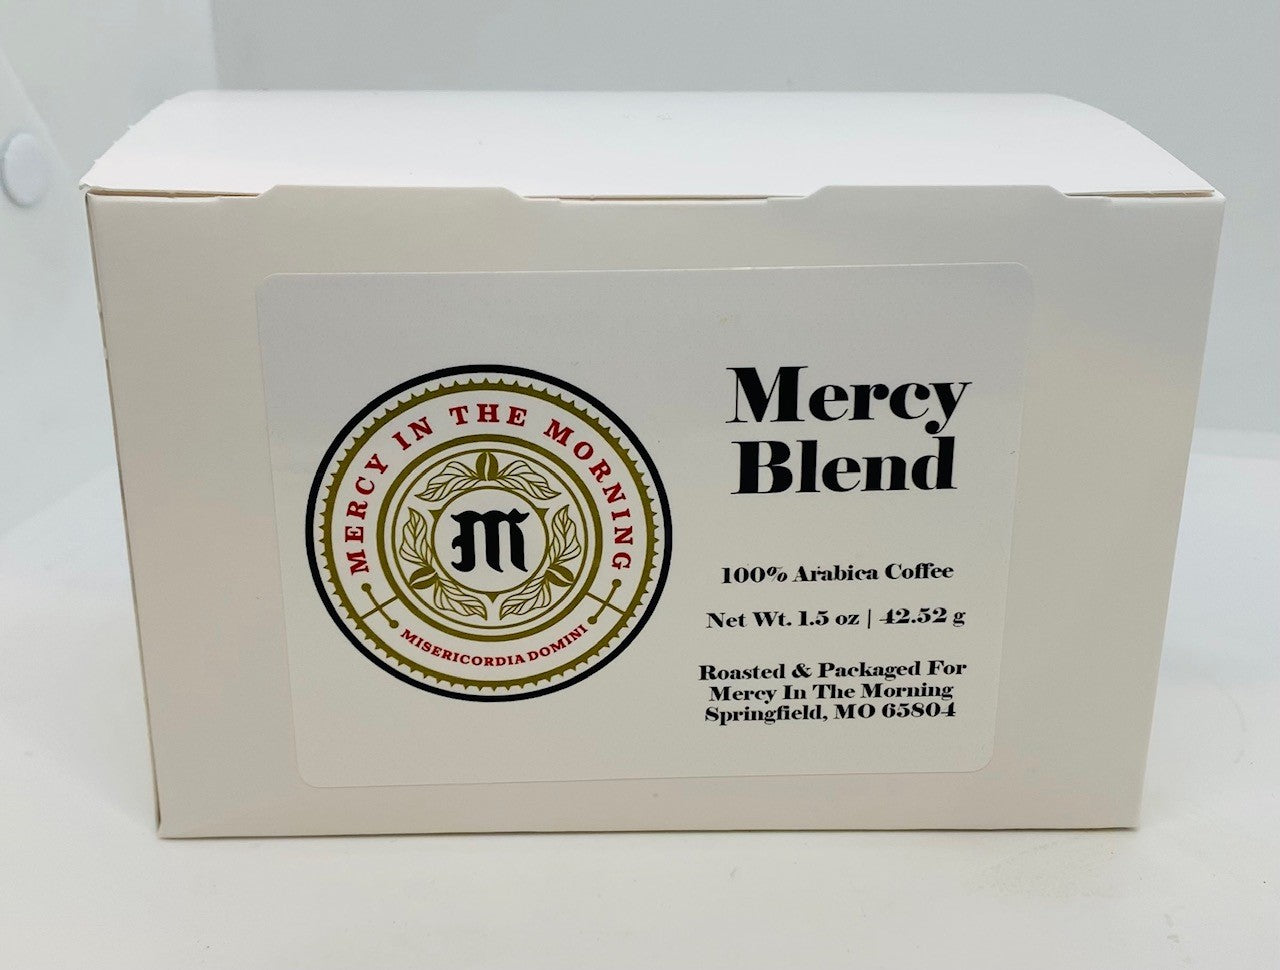 MERCY IN THE MORNING
M
MISERICORDIA DOMINI
Mercy
Blend
100% Arabica Coffee
Net Wt. 1.5 oz | 42.52 g
Roasted & Packaged For
Mercy In The Morning
Springfield, MO 65804